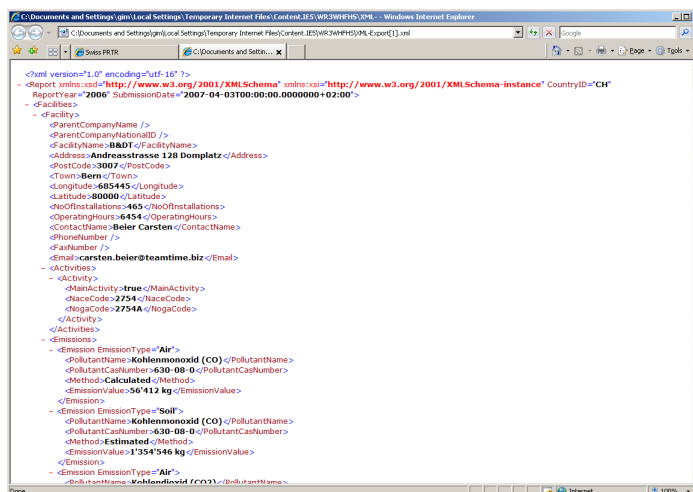 C:\Documents and Settings\gim\Local Settings\Temporary Internet Files\Content.IE5\WR3WHFHS\XML- - Windows Internet Explorer
C:\Documents and Settings\gim\Local Settings\Temporary Internet Files\Content.IE5\WR3WHFHS\XML-Export[1].xml Google
Swiss PRTR C:\Documents and Settin... Page Tools
<?xml version="1.0" encoding="utf-16" ?>
- <Report xmlns:xsd="http://www.w3.org/2001/XMLSchema" xmlns:xsi="http://www.w3.org/2001/XMLSchema-instance" CountryID="CH"
ReportYear="2006" SubmissionDate="2007-04-03T00:00:00.0000000+02:00">
- <Facilities>
- <Facility>
<ParentCompanyName />
<ParentCompanyNationalID />
<FacilityName>B&DT</FacilityName>
<Address>Andreasstrasse 128 Domplatz</Address>
<PostCode>3007</PostCode>
<Town>Bern</Town>
<Longitude>685445</Longitude>
<Latitude>80000</Latitude>
<NoOfInstallations>465</NoOfInstallations>
<OperatingHours>6454</OperatingHours>
<ContactName>Beier Carsten</ContactName>
<PhoneNumber />
<FaxNumber />
<Email>carsten.beier@teamtime.biz</Email>
- <Activities>
- <Activity>
<MainActivity>true</MainActivity>
<NaceCode>2754</NaceCode>
<NogaCode>2754A</NogaCode>
</Activity>
</Activities>
- <Emissions>
- <Emission EmissionType="Air">
<PollutantName>Kohlenmonoxid (CO)</PollutantName>
<PollutantCasNumber>630-08-0</PollutantCasNumber>
<Method>Calculated</Method>
<EmissionValue>56'412 kg</EmissionValue>
</Emission>
- <Emission EmissionType="Soil">
<PollutantName>Kohlenmonoxid (CO)</PollutantName>
<PollutantCasNumber>630-08-0</PollutantCasNumber>
<Method>Estimated</Method>
<EmissionValue>1'354'546 kg</EmissionValue>
</Emission>
- <Emission EmissionType="Air">
<PollutantName>Kohlendioxid (CO2)</PollutantName>
Done Internet 100%